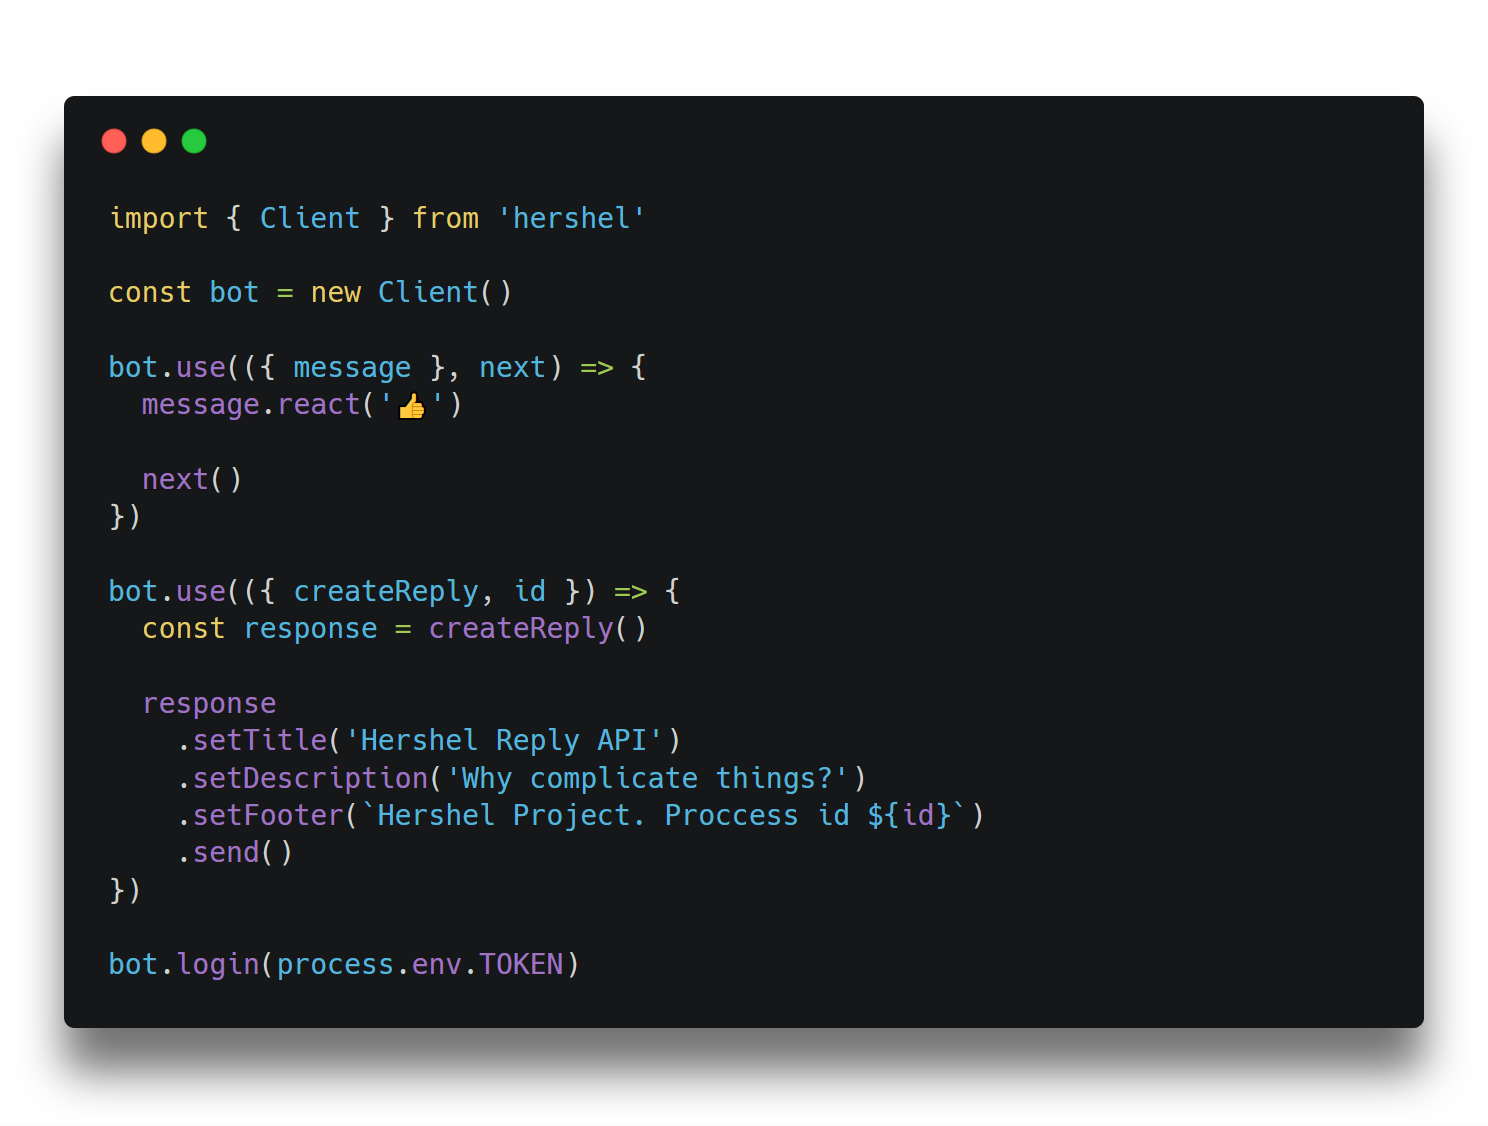 import { Client } from 'hershel'
const bot = new Client()
bot.use(({ message }, next) => {
message.react('👍')
next()
})
bot.use(({ createReply, id }) => {
const response = createReply()
response
.setTitle('Hershel Reply API')
.setDescription('Why complicate things?')
.setFooter(`Hershel Project. Proccess id ${id}`)
.send()
})
bot.login(process.env.TOKEN)